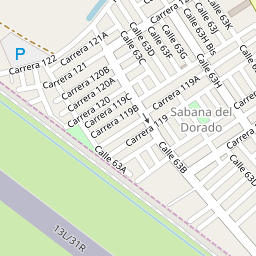 Carrera 122
Carrera 121
Carrera 121A
Carrera 120B
Carrera 120A
Carrera 120
Carrera 119C
Carrera 119B
Carrera 119A
Carrera 119
Calle 63C
Calle 63D
Calle 63F
Calle 63G
Calle 63H Bis
Calle 63J
Calle 63K
Calle 63H
Calle 63D
Calle 63B
Calle 63A
P
Sabana del
Dorado
13L/31R